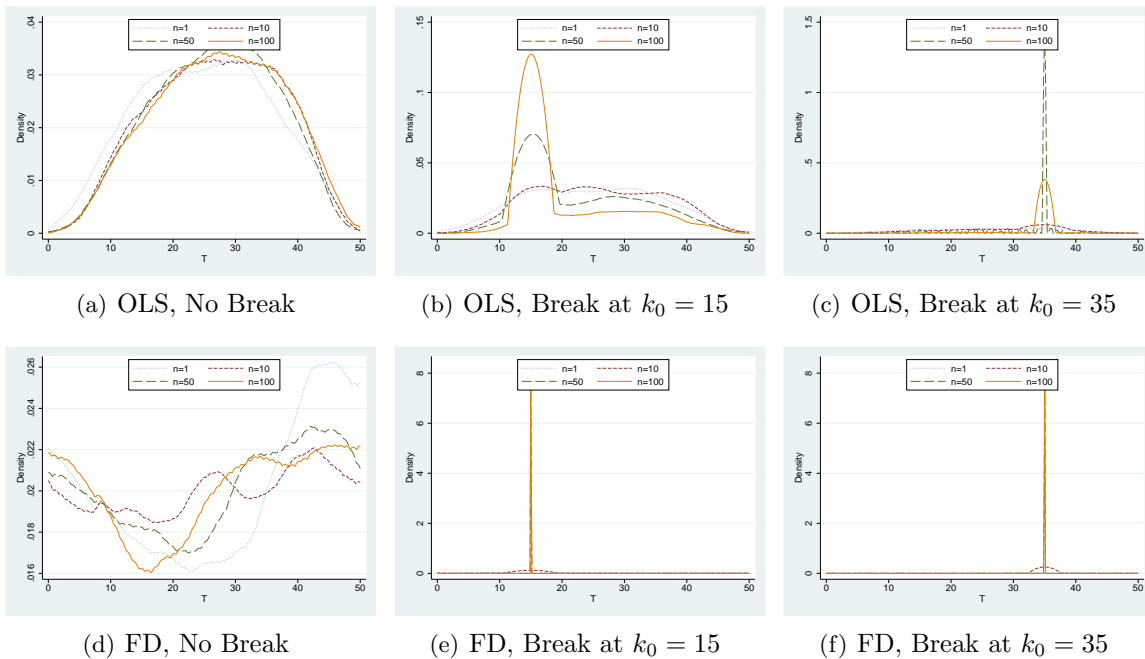 n=1 n=10
n=50 n=100
Density
0 .01 .02 .03 .04
0 10 20 30 40 50
T
(a) OLS, No Break
n=1 n=10
n=50 n=100
Density
0 .05 .1 .15
0 10 20 30 40 50
T
(b) OLS, Break at k₀ = 15
n=1 n=10
n=50 n=100
Density
0 .5 1 1.5
0 10 20 30 40 50
T
(c) OLS, Break at k₀ = 35
n=1 n=10
n=50 n=100
Density
.016 .018 .02 .022 .024 .026
0 10 20 30 40 50
T
(d) FD, No Break
n=1 n=10
n=50 n=100
Density
0 2 4 6 8
0 10 20 30 40 50
T
(e) FD, Break at k₀ = 15
n=1 n=10
n=50 n=100
Density
0 2 4 6 8
0 10 20 30 40 50
T
(f) FD, Break at k₀ = 35